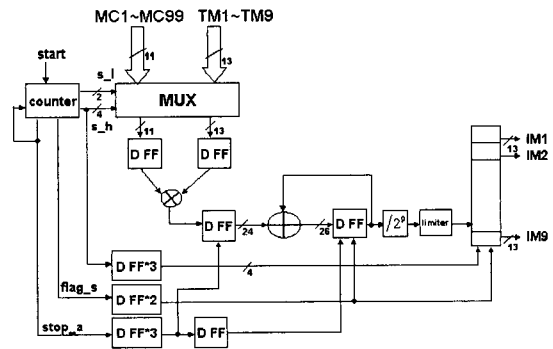 MC1~MC99 TM1~TM9
start
11 13
s_l
counter
2
4
MUX
s_h
11 13
D FF D FF
13 IM1
IM2
D FF
24
26
D FF
/2⁹
limiter
IM9
13
D FF*3
4
flag_s
D FF*2
stop_a
D FF*3 D FF